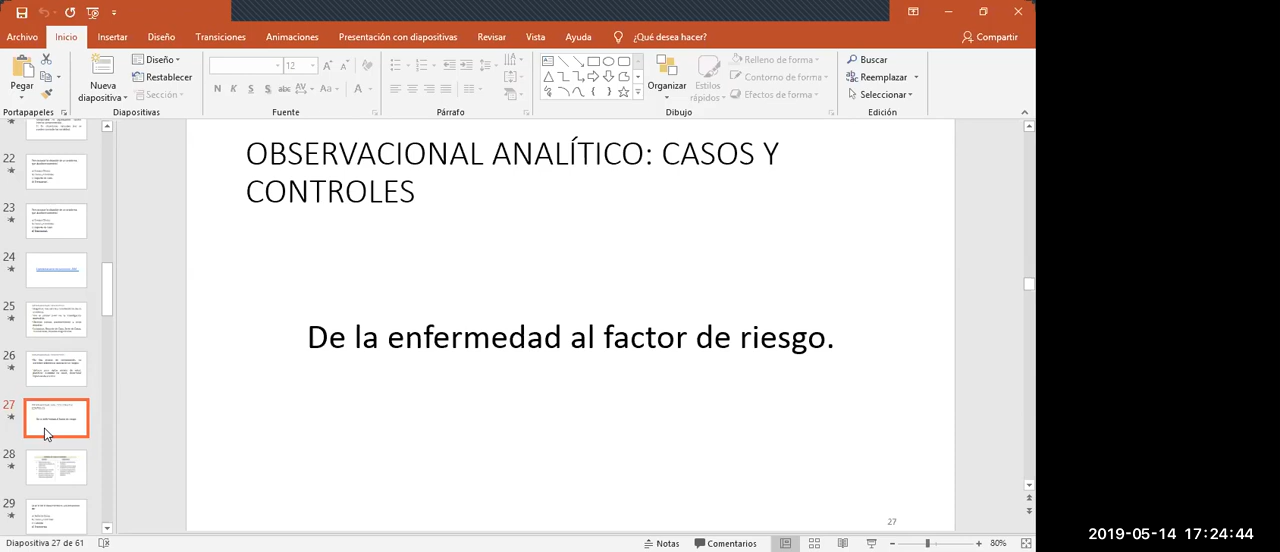 Archivo Inicio Insertar Diseño Transiciones Animaciones Presentación con diapositivas Revisar Vista Ayuda ¿Qué desea hacer? Compartir
Pegar
Portapapeles
Nueva
diapositiva
Diseño
Restablecer
Sección
Diapositivas
12
N K S abc AV Aa A
Fuente
Párrafo
Organizar
Estilos
rápidos
Relleno de forma
Contorno de forma
Efectos de forma
Dibujo
Buscar
Reemplazar
Seleccionar
Edición
22
23
24
25
26
27
28
29
OBSERVACIONAL ANALÍTICO: CASOS Y
CONTROLES
De la enfermedad al factor de riesgo.
27
Diapositiva 27 de 61
Notas Comentarios 80%
2019-05-14 17:24:44